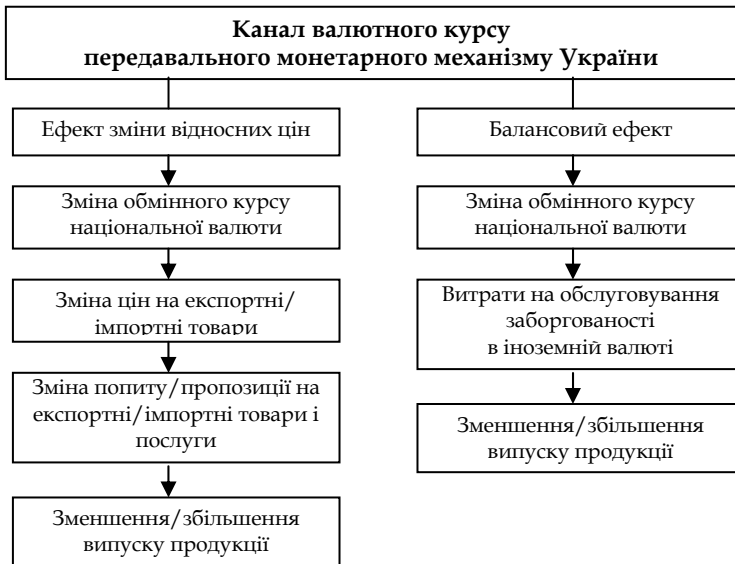 Канал валютного курсу
передавального монетарного механізму України
Ефект зміни відносних цін
Зміна обмінного курсу
національної валюти
Зміна цін на експортні/
імпортні товари
Зміна попиту/пропозиції на
експортні/імпортні товари і
послуги
Зменшення/збільшення
випуску продукції
Балансовий ефект
Зміна обмінного курсу
національної валюти
Витрати на обслуговування
заборгованості
в іноземній валюті
Зменшення/збільшення
випуску продукції